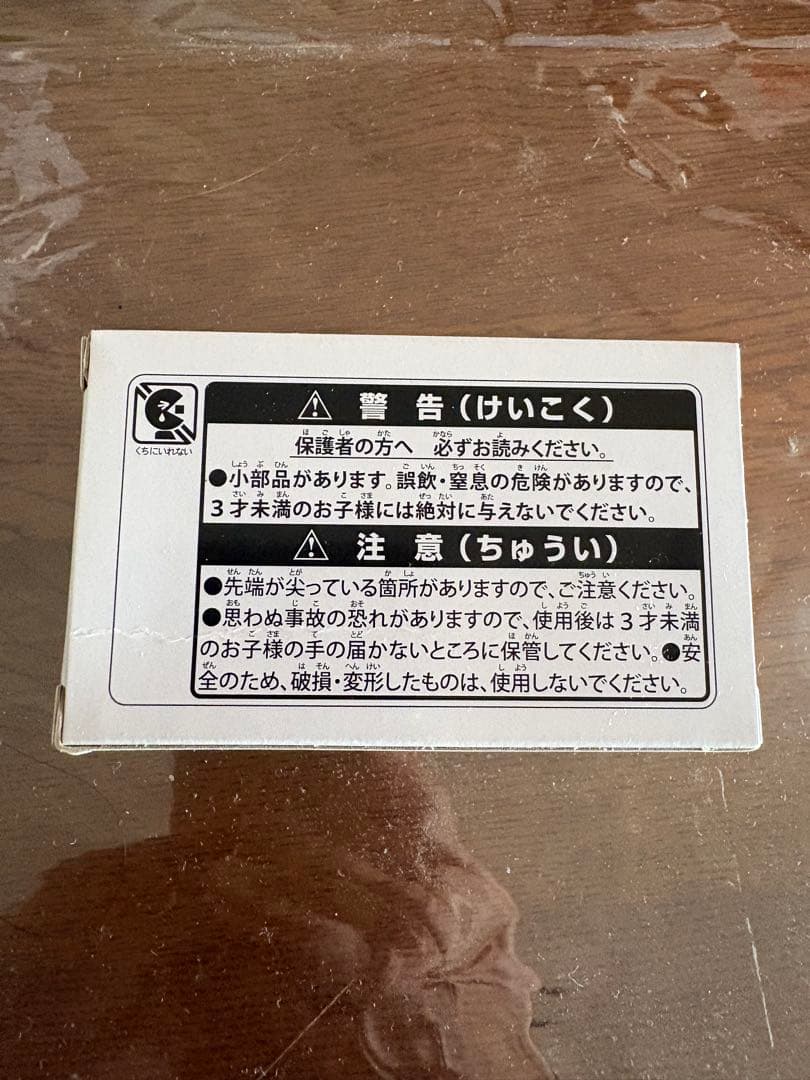 くちにいれない
⚠ 警告(けいこく)
保護者の方へ 必ずお読みください。
●小部品があります。誤飲・窒息の危険がありますので、
3才未満のお子様には絶対に与えないでください。
⚠ 注意(ちゅうい)
●先端が尖っている箇所がありますので、ご注意ください。
●思わぬ事故の恐れがありますので、使用後は3才未満
のお子様の手の届かないところに保管してください。●安
全のため、破損・変形したものは、使用しないでください。